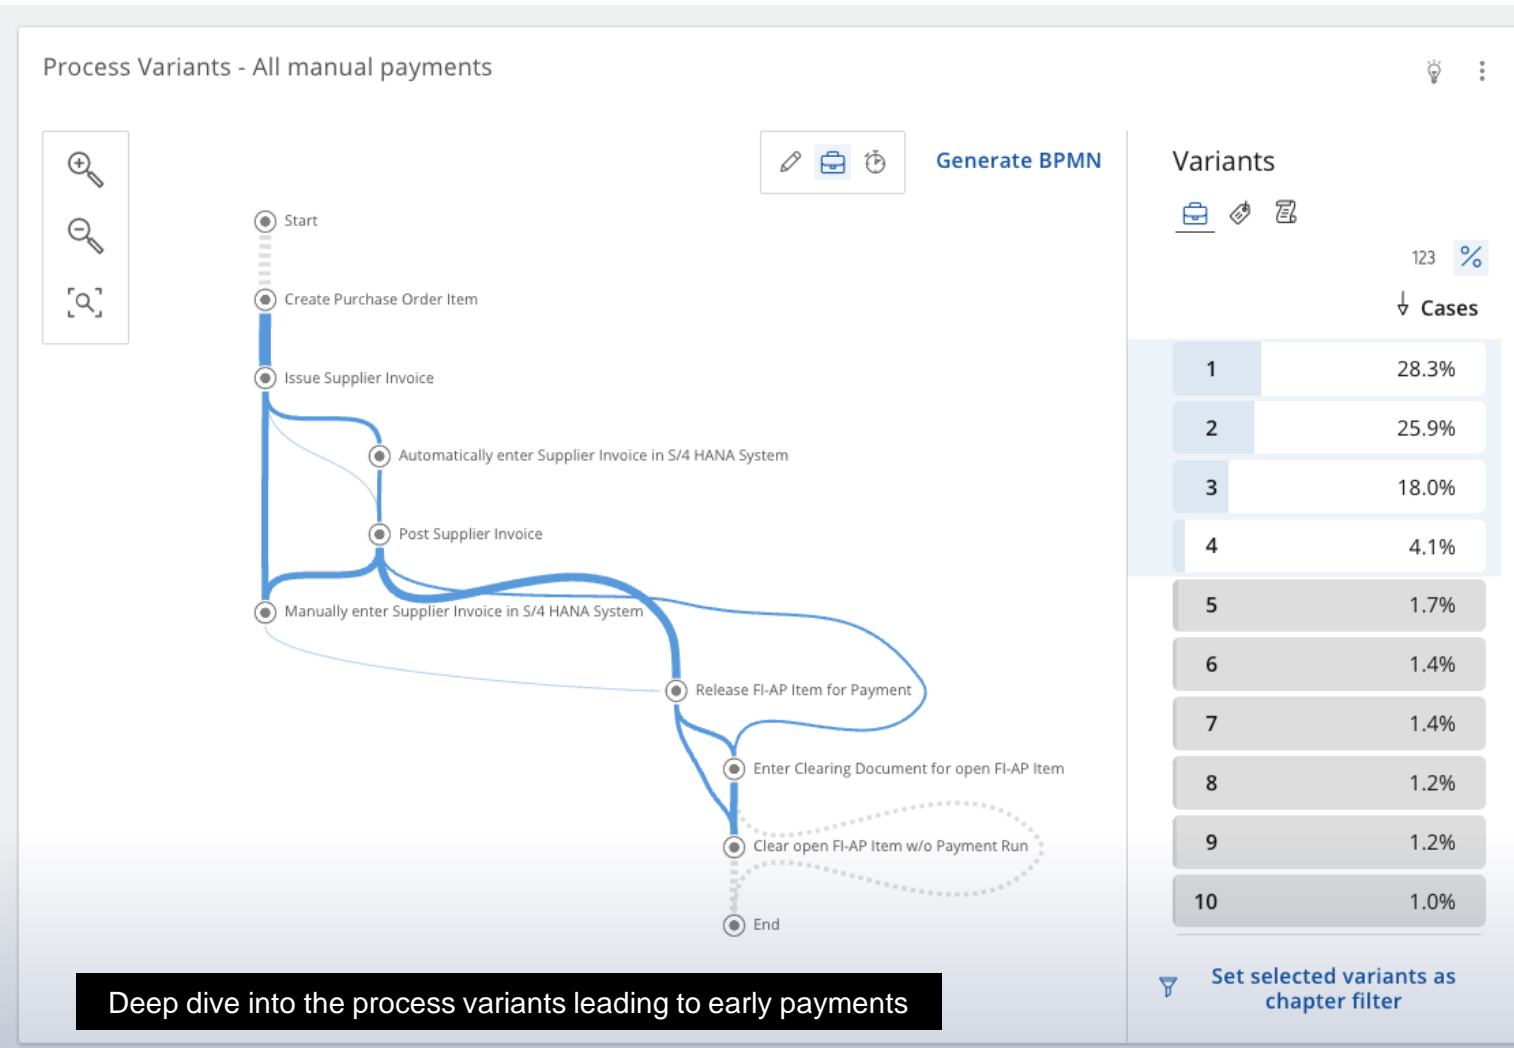 Process Variants - All manual payments
Generate BPMN
Start
Create Purchase Order Item
Issue Supplier Invoice
Automatically enter Supplier Invoice in S/4 HANA System
Post Supplier Invoice
Manually enter Supplier Invoice in S/4 HANA System
Release FI-AP Item for Payment
Enter Clearing Document for open FI-AP Item
Clear open FI-AP Item w/o Payment Run
End
Variants
123 %
Cases
1 28.3%
2 25.9%
3 18.0%
4 4.1%
5 1.7%
6 1.4%
7 1.4%
8 1.2%
9 1.2%
10 1.0%
Set selected variants as
chapter filter
Deep dive into the process variants leading to early payments